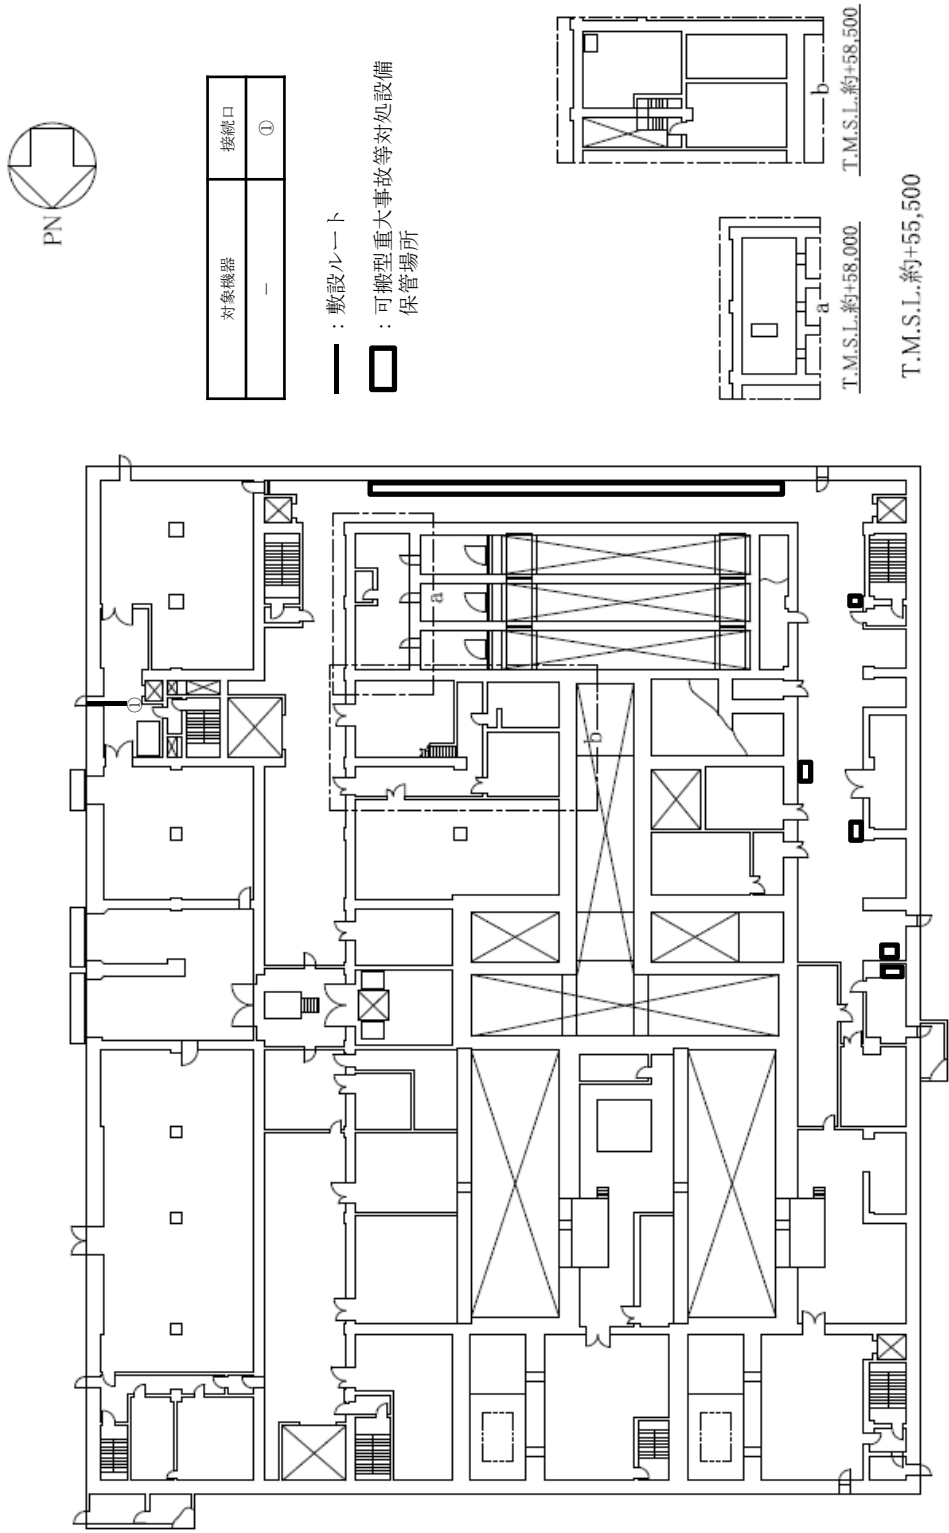 PN
対象機器
接続口
－
①
：敷設ルート
：可搬型重大事故等対処設備
保管場所
b
T.M.S.L.約+58,500
a
T.M.S.L.約+58,000
T.M.S.L.約+55,500
a
b
①